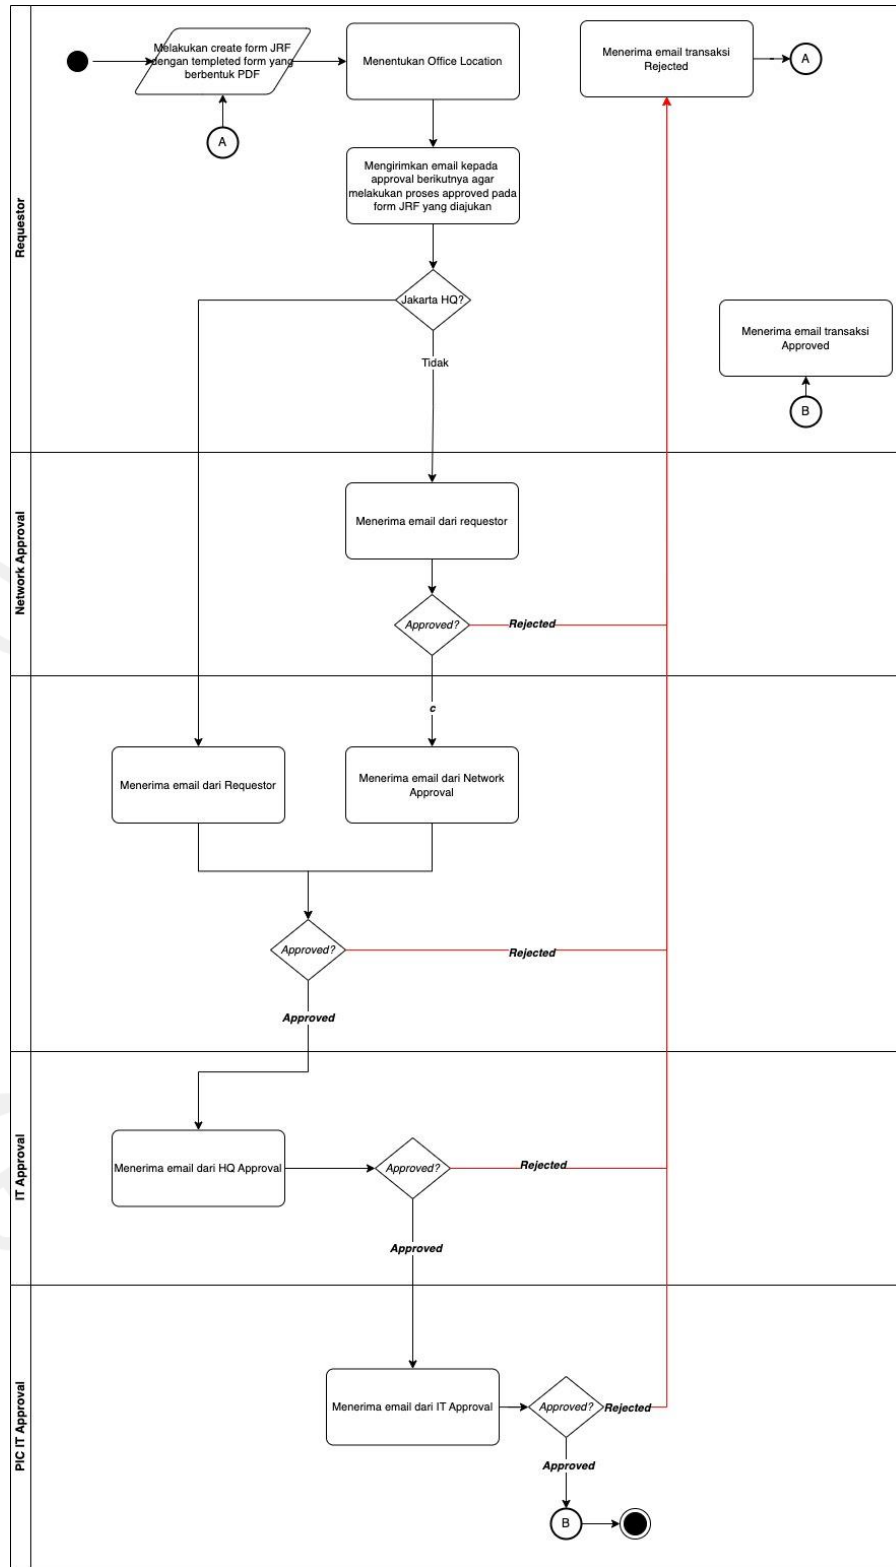 Requestor
Melakukan create form JRF
dengan templeted form yang
berbentuk PDF
Menentukan Office Location
Menerima email transaksi
Rejected
A
A
Mengirimkan email kepada
approval berikutnya agar
melakukan proses approved pada
form JRF yang diajukan
Jakarta HQ?
Tidak
Menerima email transaksi
Approved
B
Network Approval
Menerima email dari requestor
Approved?
Rejected
c
Menerima email dari Requestor
Menerima email dari Network
Approval
Approved?
Rejected
Approved
IT Approval
Menerima email dari HQ Approval
Approved?
Rejected
Approved
PIC IT Approval
Menerima email dari IT Approval
Approved?
Rejected
Approved
B